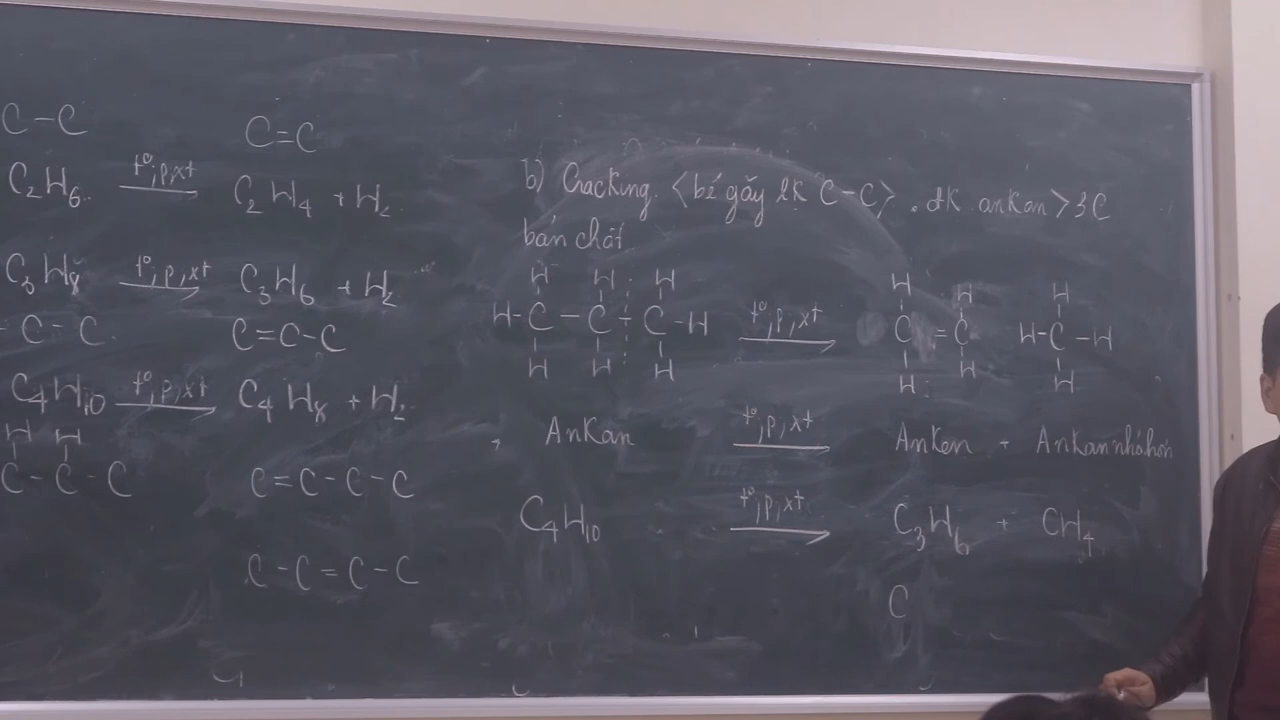 C-C
C=C
C₂H₆ t°,p,xt → C₂H₄ + H₂
C₃H₈ t°,p,xt → C₃H₆ + H₂
-C-C
C=C-C
C₄H₁₀ t°,p,xt → C₄H₈ + H₂
H H
C-C-C
C=C-C-C
C-C=C-C
b) Cracking. <bẻ gãy lk C-C>. đk ankan > 3C
bản chất
H H H
H-C-C-C-H t°,p,xt →
H H H
H H
C=C
H H
H
H-C-H
H
Ankan t°,p,xt → Anken + Ankan nhỏ hơn
C₄H₁₀ t°,p,xt → C₃H₆ + CH₄
C